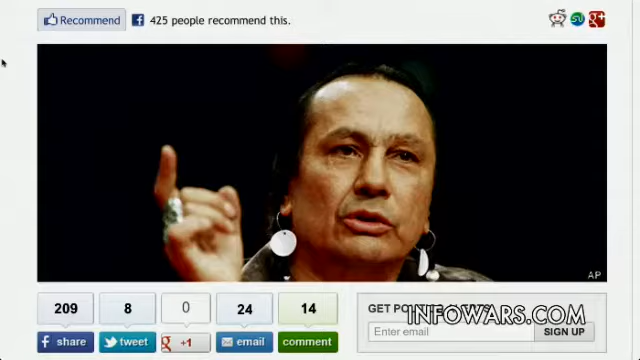 Recommend
425 people recommend this.
AP
209
8
0
24
14
GET
INFOWARS.COM
share
tweet
+1
email
comment
Enter email
SIGN UP